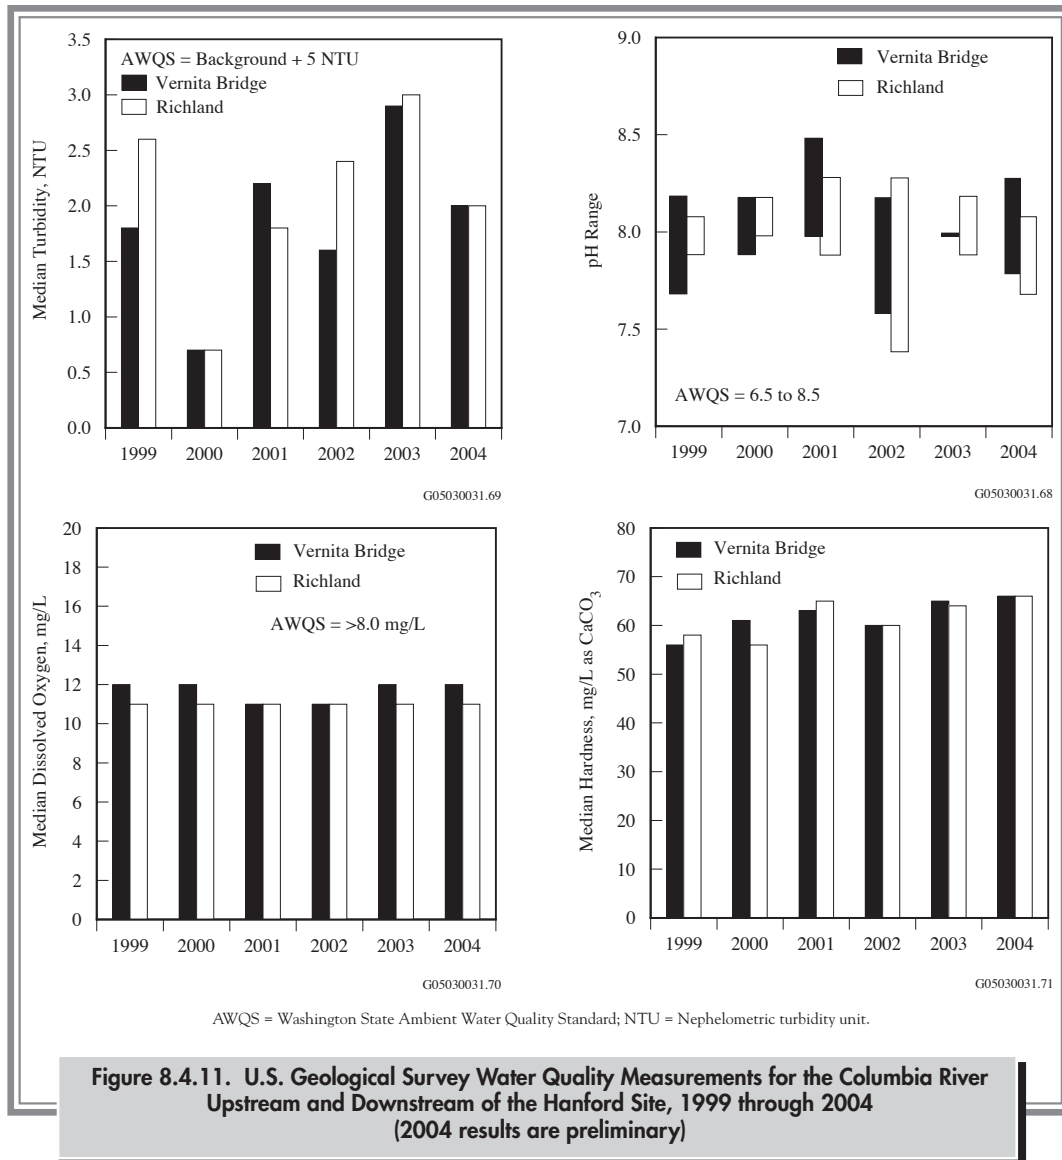 3.5
3.0
2.5
2.0
1.5
1.0
0.5
0.0
Median Turbidity, NTU
AWQS = Background + 5 NTU
Vernita Bridge
Richland
1999 2000 2001 2002 2003 2004
G05030031.69
9.0
8.5
8.0
7.5
7.0
pH Range
Vernita Bridge
Richland
AWQS = 6.5 to 8.5
1999 2000 2001 2002 2003 2004
G05030031.68
20
18
16
14
12
10
8
6
4
2
0
Median Dissolved Oxygen, mg/L
Vernita Bridge
Richland
AWQS = >8.0 mg/L
1999 2000 2001 2002 2003 2004
G05030031.70
80
70
60
50
40
30
20
10
0
Median Hardness, mg/L as CaCO3
Vernita Bridge
Richland
1999 2000 2001 2002 2003 2004
G05030031.71
AWQS = Washington State Ambient Water Quality Standard; NTU = Nephelometric turbidity unit.
Figure 8.4.11. U.S. Geological Survey Water Quality Measurements for the Columbia River
Upstream and Downstream of the Hanford Site, 1999 through 2004
(2004 results are preliminary)